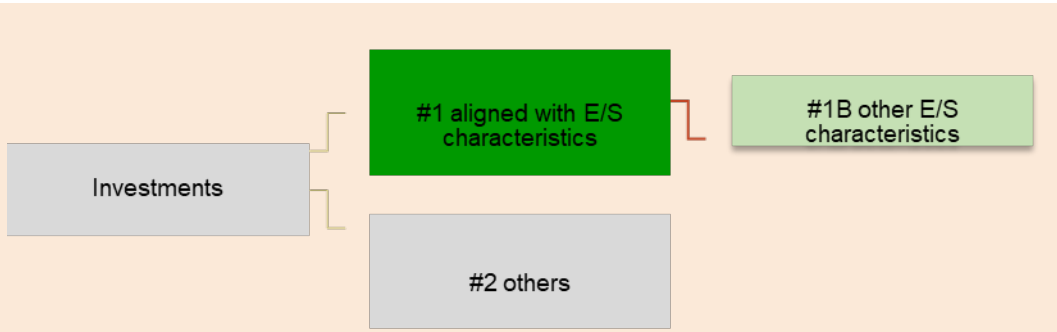 #1 aligned with E/S
characteristics
#1B other E/S
characteristics
Investments
#2 others